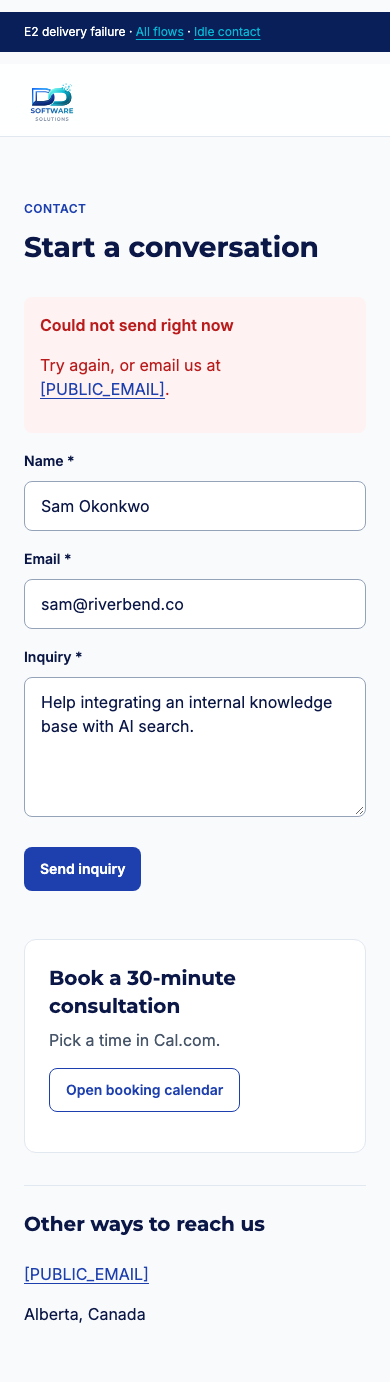 E2 delivery failure · All flows · Idle contact
DO
SOFTWARE
SOLUTIONS
CONTACT
Start a conversation
Could not send right now
Try again, or email us at
[PUBLIC_EMAIL].
Name *
Sam Okonkwo
Email *
sam@riverbend.co
Inquiry *
Help integrating an internal knowledge
base with AI search.
Send inquiry
Book a 30-minute
consultation
Pick a time in Cal.com.
Open booking calendar
Other ways to reach us
[PUBLIC_EMAIL]
Alberta, Canada